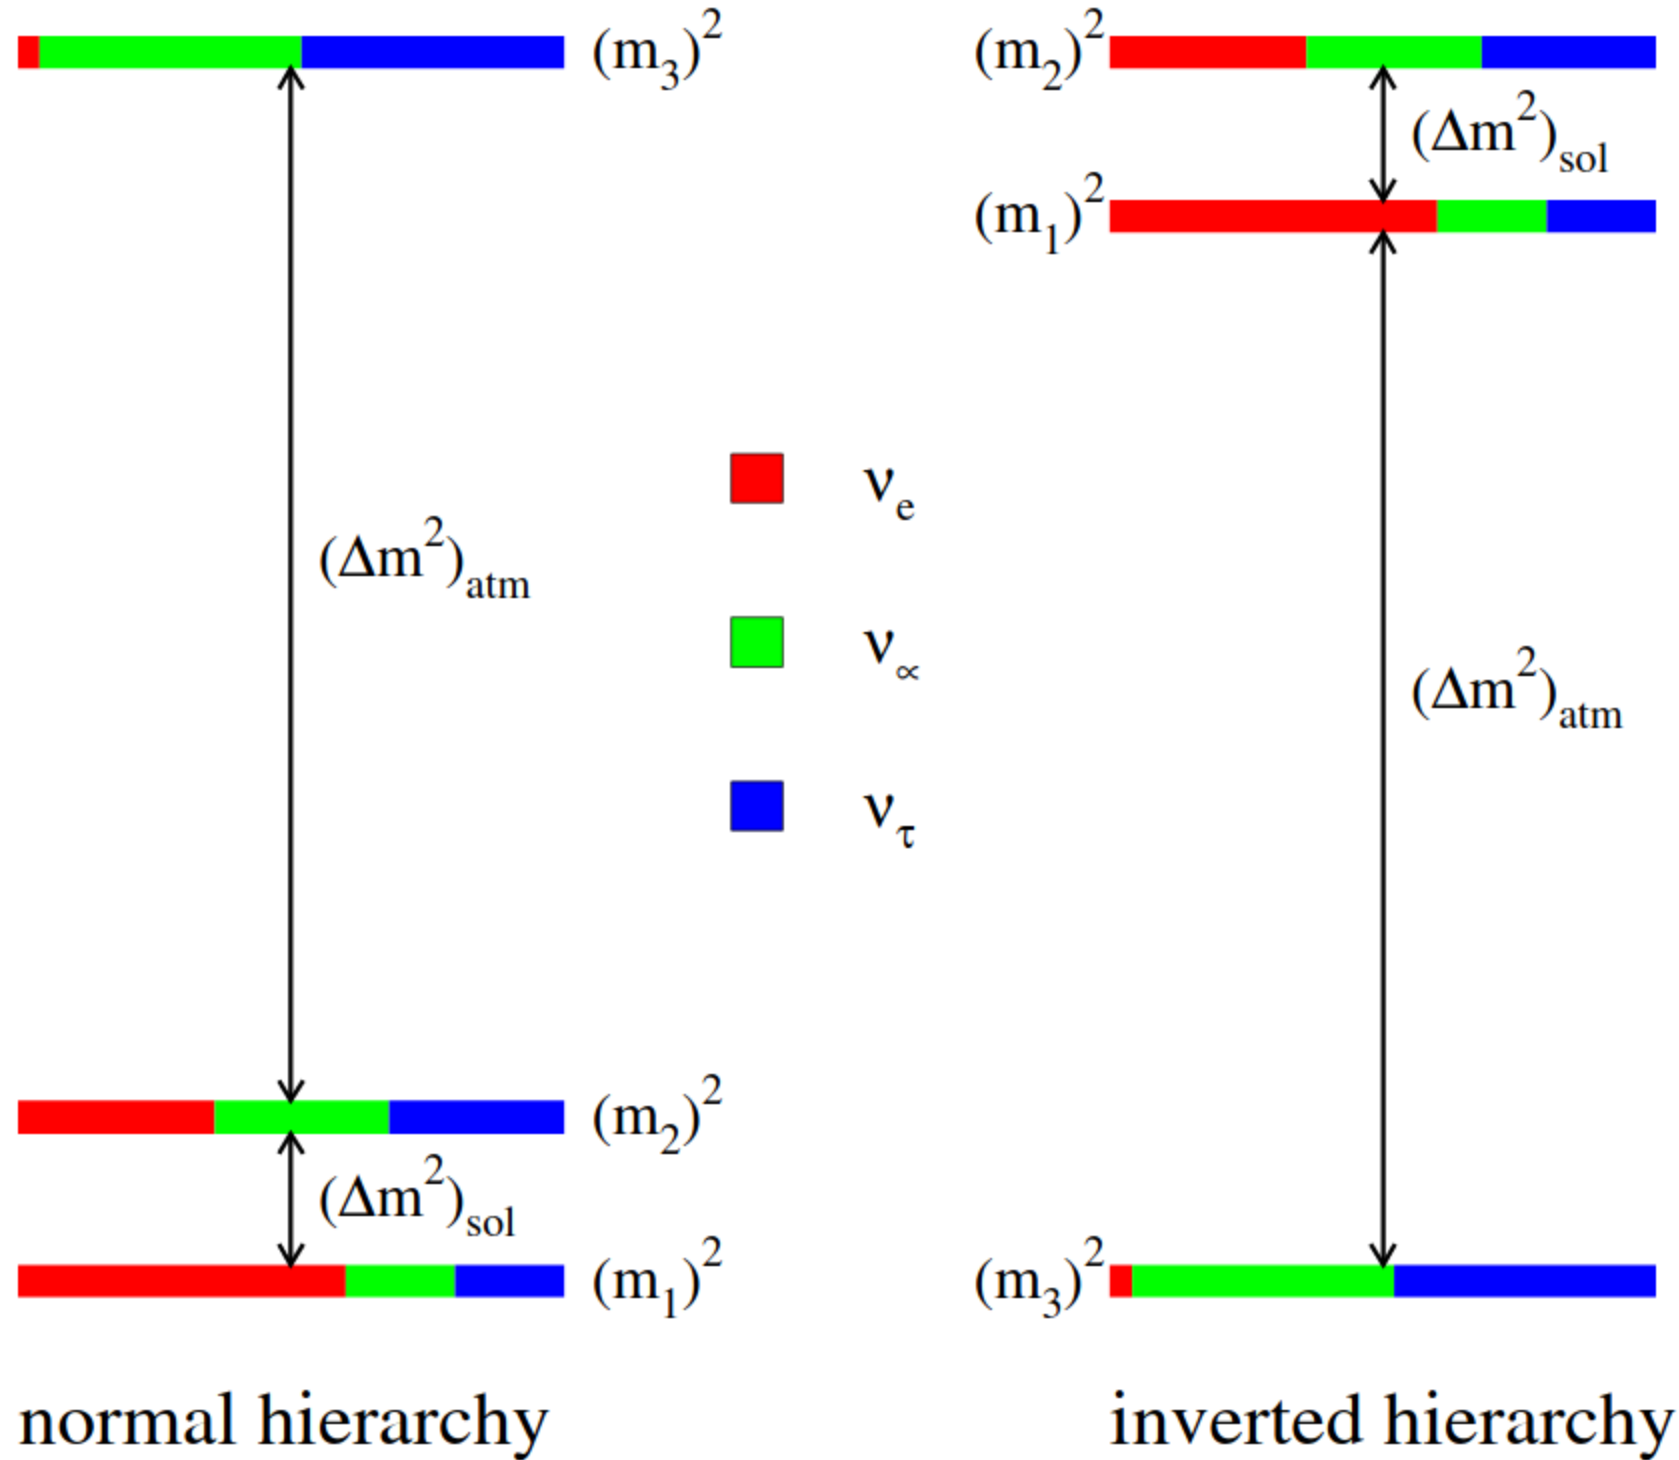 (m₃)²
(m₂)²
(Δm²)sol
(m₁)²
νe
(Δm²)atm
ν∝
(Δm²)atm
ντ
(m₂)²
(Δm²)sol
(m₁)²
(m₃)²
normal hierarchy
inverted hierarchy